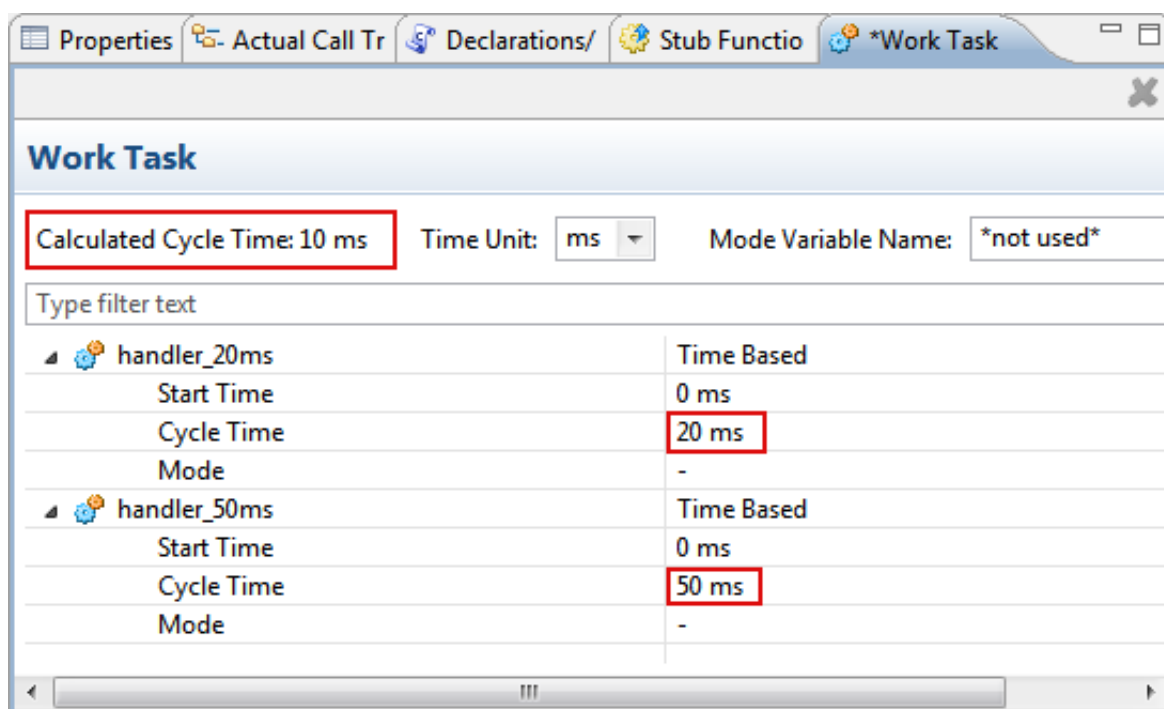 Properties Actual Call Tr Declarations/ Stub Functio *Work Task
Work Task
Calculated Cycle Time: 10 ms Time Unit: ms Mode Variable Name: *not used*
Type filter text
handler_20ms Time Based
Start Time 0 ms
Cycle Time 20 ms
Mode -
handler_50ms Time Based
Start Time 0 ms
Cycle Time 50 ms
Mode -